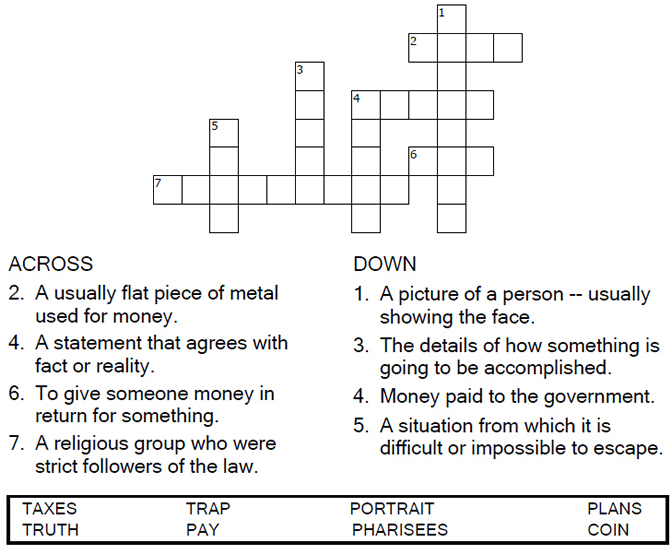 1
2
3
4
5
6
7
ACROSS
2. A usually flat piece of metal
used for money.
4. A statement that agrees with
fact or reality.
6. To give someone money in
return for something.
7. A religious group who were
strict followers of the law.
DOWN
1. A picture of a person -- usually
showing the face.
3. The details of how something is
going to be accomplished.
4. Money paid to the government.
5. A situation from which it is
difficult or impossible to escape.
TAXES TRAP PORTRAIT PLANS
TRUTH PAY PHARISEES COIN